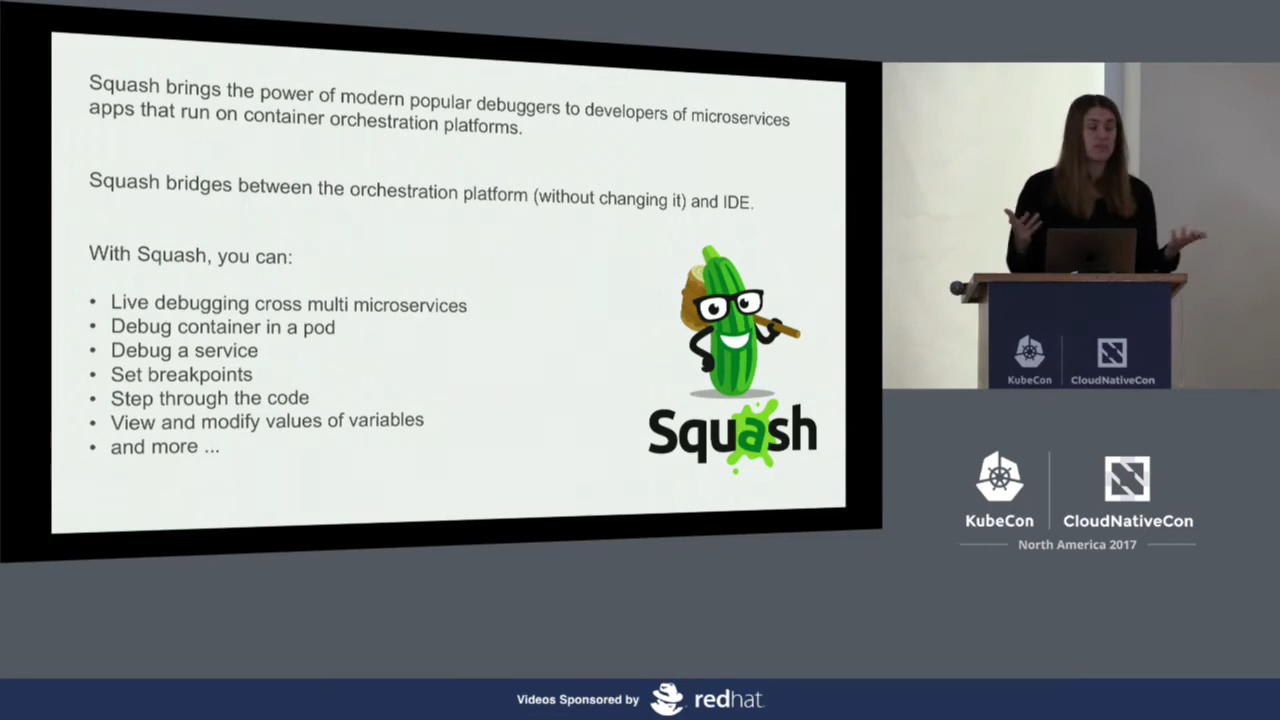 Squash brings the power of modern popular debuggers to developers of microservices
apps that run on container orchestration platforms.
Squash bridges between the orchestration platform (without changing it) and IDE.
With Squash, you can:
• Live debugging cross multi microservices
• Debug container in a pod
• Debug a service
• Set breakpoints
• Step through the code
• View and modify values of variables
• and more ...
Squash
KubeCon
CloudNativeCon
KubeCon
CloudNativeCon
North America 2017
Videos Sponsored by
redhat.